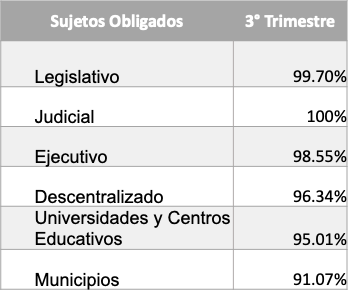 Sujetos Obligados 3° Trimestre
Legislativo 99.70%
Judicial 100%
Ejecutivo 98.55%
Descentralizado 96.34%
Universidades y Centros
Educativos 95.01%
Municipios 91.07%